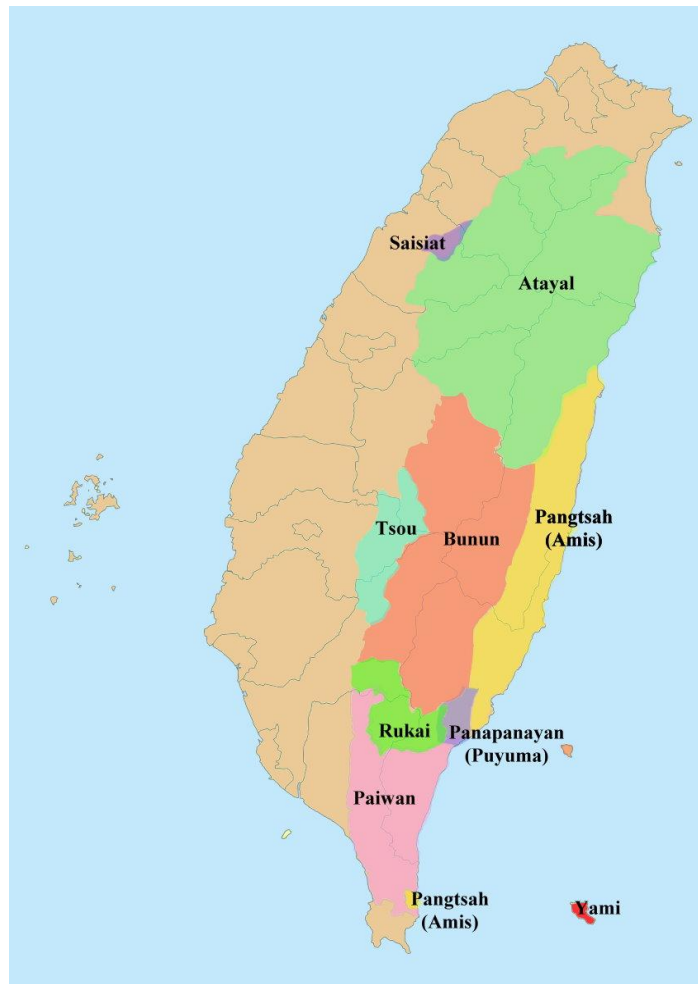 Saisiat
Atayal
Pangtsah
(Amis)
Tsou
Bunun
Rukai
Panapanayan
(Puyuma)
Paiwan
Pangtsah
(Amis)
Yami